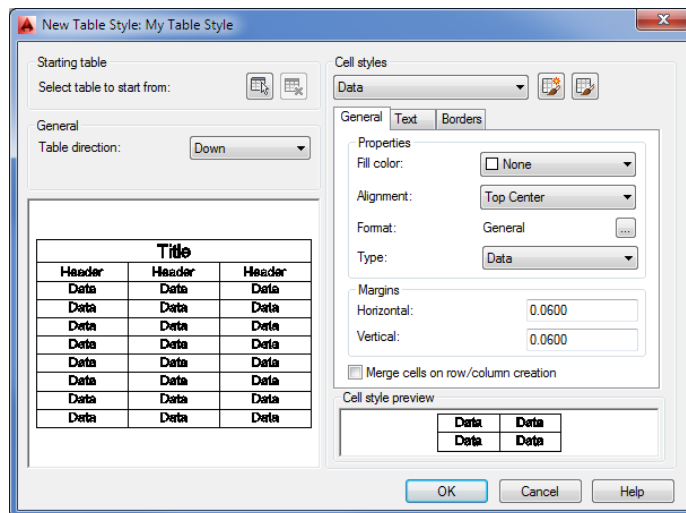 New Table Style: My Table Style
Starting table
Select table to start from:
General
Table direction:
Down
Title
Header Header Header
Data Data Data
Data Data Data
Data Data Data
Data Data Data
Data Data Data
Data Data Data
Data Data Data
Data Data Data
Cell styles
Data
General Text Borders
Properties
Fill color: None
Alignment: Top Center
Format: General ...
Type: Data
Margins
Horizontal: 0.0600
Vertical: 0.0600
Merge cells on row/column creation
Cell style preview
Data Data
Data Data
OK Cancel Help